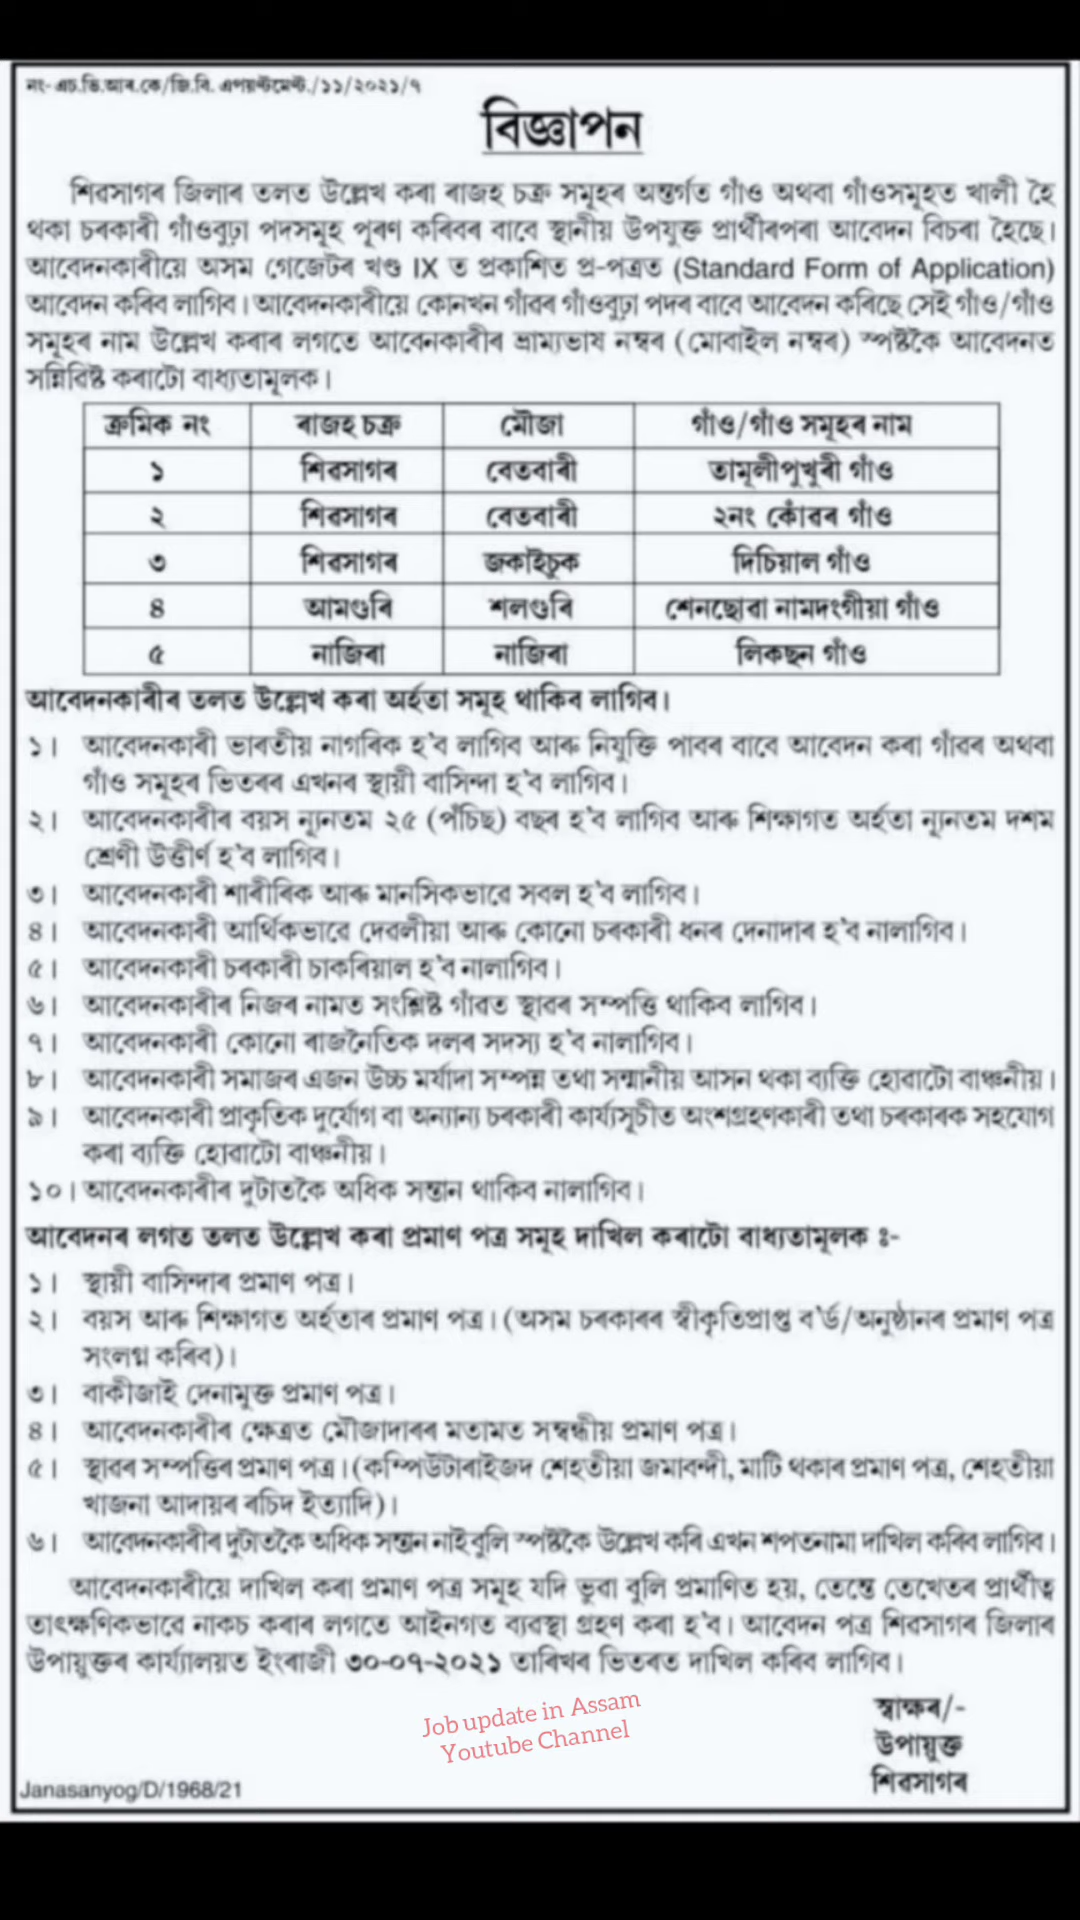 নং- এচ.ভি.আৰ.কে/জি.বি. এপয়ণ্টমেণ্ট./১১/২০২১/৭
বিজ্ঞাপন
শিৱসাগৰ জিলাৰ তলত উল্লেখ কৰা ৰাজহ চক্ৰ সমূহৰ অন্তৰ্গত গাঁও অথবা গাঁওসমূহত খালী হৈ
থকা চৰকাৰী গাঁওবুঢ়া পদসমূহ পূৰণ কৰিবৰ বাবে স্থানীয় উপযুক্ত প্ৰাৰ্থীৰপৰা আবেদন বিচৰা হৈছে।
আবেদনকাৰীয়ে অসম গেজেটৰ খণ্ড IX ত প্ৰকাশিত প্ৰ-পত্ৰত (Standard Form of Application)
আবেদন কৰিব লাগিব। আবেদনকাৰীয়ে কোনখন গাঁৱৰ গাঁওবুঢ়া পদৰ বাবে আবেদন কৰিছে সেই গাঁও/গাঁও
সমূহৰ নাম উল্লেখ কৰাৰ লগতে আবেনকাৰীৰ ভ্ৰাম্যভাষ নম্বৰ (মোবাইল নম্বৰ) স্পষ্টকৈ আবেদনত
সন্নিৱিষ্ট কৰাটো বাধ্যতামূলক।
ক্ৰমিক নং ৰাজহ চক্ৰ মৌজা গাঁও/গাঁও সমূহৰ নাম
১ শিৱসাগৰ বেতবাৰী তামূলীপুখুৰী গাঁও
২ শিৱসাগৰ বেতবাৰী ২নং কোঁৱৰ গাঁও
৩ শিৱসাগৰ জকাইচুক দিচিয়াল গাঁও
৪ আমগুৰি শলগুৰি শেনছোৱা নামদংগীয়া গাঁও
৫ নাজিৰা নাজিৰা লিকছন গাঁও
আবেদনকাৰীৰ তলত উল্লেখ কৰা অৰ্হতা সমূহ থাকিব লাগিব।
১। আবেদনকাৰী ভাৰতীয় নাগৰিক হ'ব লাগিব আৰু নিযুক্তি পাবৰ বাবে আবেদন কৰা গাঁৱৰ অথবা
গাঁও সমূহৰ ভিতৰৰ এখনৰ স্থায়ী বাসিন্দা হ'ব লাগিব।
২। আবেদনকাৰীৰ বয়স ন্যূনতম ২৫ (পঁচিছ) বছৰ হ'ব লাগিব আৰু শিক্ষাগত অৰ্হতা ন্যূনতম দশম
শ্ৰেণী উত্তীৰ্ণ হ'ব লাগিব।
৩। আবেদনকাৰী শাৰীৰিক আৰু মানসিকভাৱে সবল হ'ব লাগিব।
৪। আবেদনকাৰী আৰ্থিকভাৱে দেৱলীয়া আৰু কোনো চৰকাৰী ধনৰ দেনাদাৰ হ'ব নালাগিব।
৫। আবেদনকাৰী চৰকাৰী চাকৰিয়াল হ'ব নালাগিব।
৬। আবেদনকাৰীৰ নিজৰ নামত সংশ্লিষ্ট গাঁৱত স্থাৱৰ সম্পত্তি থাকিব লাগিব।
৭। আবেদনকাৰী কোনো ৰাজনৈতিক দলৰ সদস্য হ'ব নালাগিব।
৮। আবেদনকাৰী সমাজৰ এজন উচ্চ মৰ্যাদা সম্পন্ন তথা সন্মানীয় আসন থকা ব্যক্তি হোৱাটো বাঞ্চনীয়।
৯। আবেদনকাৰী প্ৰাকৃতিক দুৰ্যোগ বা অন্যান্য চৰকাৰী কাৰ্য্যসূচীত অংশগ্ৰহণকাৰী তথা চৰকাৰক সহযোগ
কৰা ব্যক্তি হোৱাটো বাঞ্চনীয়।
১০। আবেদনকাৰীৰ দুটাতকৈ অধিক সন্তান থাকিব নালাগিব।
আবেদনৰ লগত তলত উল্লেখ কৰা প্ৰমাণ পত্ৰ সমূহ দাখিল কৰাটো বাধ্যতামূলক ঃ-
১। স্থায়ী বাসিন্দাৰ প্ৰমাণ পত্ৰ।
২। বয়স আৰু শিক্ষাগত অৰ্হতাৰ প্ৰমাণ পত্ৰ। (অসম চৰকাৰৰ স্বীকৃতিপ্ৰাপ্ত ব'ৰ্ড/অনুষ্ঠানৰ প্ৰমাণ পত্ৰ
সংলগ্ন কৰিব)।
৩। বাকীজাই দেনামুক্ত প্ৰমাণ পত্ৰ।
৪। আবেদনকাৰীৰ ক্ষেত্ৰত মৌজাদাৰৰ মতামত সম্বন্ধীয় প্ৰমাণ পত্ৰ।
৫। স্থাৱৰ সম্পত্তিৰ প্ৰমাণ পত্ৰ। (কম্পিউটাৰাইজদ শেহতীয়া জমাবন্দী, মাটি থকাৰ প্ৰমাণ পত্ৰ, শেহতীয়া
খাজনা আদায়ৰ ৰচিদ ইত্যাদি)।
৬। আবেদনকাৰীৰ দুটাতকৈ অধিক সন্তান নাই বুলি স্পষ্টকৈ উল্লেখ কৰি এখন শপতনামা দাখিল কৰিব লাগিব।
আবেদনকাৰীয়ে দাখিল কৰা প্ৰমাণ পত্ৰ সমূহ যদি ভুৱা বুলি প্ৰমাণিত হয়, তেন্তে তেখেতৰ প্ৰাৰ্থীত্ব
তাৎক্ষণিকভাৱে নাকচ কৰাৰ লগতে আইনগত ব্যৱস্থা গ্ৰহণ কৰা হ'ব। আবেদন পত্ৰ শিৱসাগৰ জিলাৰ
উপায়ুক্তৰ কাৰ্য্যালয়ত ইংৰাজী ৩০-০৭-২০২১ তাৰিখৰ ভিতৰত দাখিল কৰিব লাগিব।
স্বাক্ষৰ/-
উপায়ুক্ত
শিৱসাগৰ
Job update in Assam
Youtube Channel
Janasanyog/D/1968/21